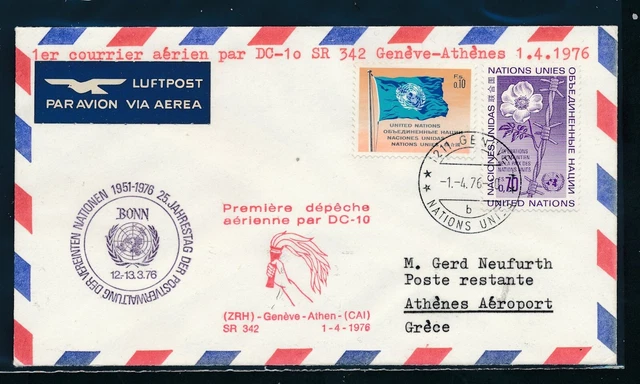 1er courrier aérien par DC-10 SR 342 Genève-Athènes 1.4.1976
LUFTPOST
PAR AVION VIA AEREA
Fs. 0.10
UNITED NATIONS
ОБЪЕДИНЕННЫЕ НАЦИИ
NACIONES UNIDAS
NATIONS UNIES
NATIONS UNIES
ОБЪЕДИНЕННЫЕ НАЦИИ
NACIONES UNIDAS
UNITED NATIONS
1211 GENÈVE
-1.-4.76
NATIONS UNIES
b
25. JAHRESTAG DER POSTVERWALTUNG DER VEREINTEN NATIONEN 1951-1976
BONN
12.-13.3.76
Première dépêche
aérienne par DC-10
(ZRH) - Genève - Athen - (CAI)
SR 342 1-4-1976
M. Gerd Neufurth
Poste restante
Athènes Aéroport
Grèce